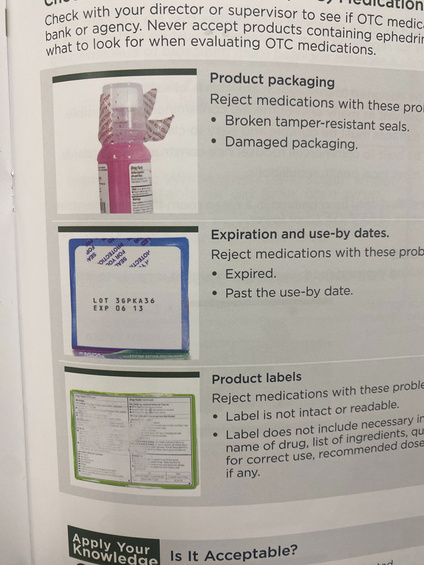 Medication
Check with your director or supervisor to see if OTC medic
bank or agency. Never accept products containing ephedri
what to look for when evaluating OTC medications.
Product packaging
Reject medications with these pro
• Broken tamper-resistant seals.
• Damaged packaging.
Expiration and use-by dates.
Reject medications with these prob
• Expired.
• Past the use-by date.
LOT 3GPKA36
EXP 06 13
Product labels
Reject medications with these proble
• Label is not intact or readable.
• Label does not include necessary in
name of drug, list of ingredients, qu
for correct use, recommended dose
if any.
Apply Your
Knowledge
Is It Acceptable?